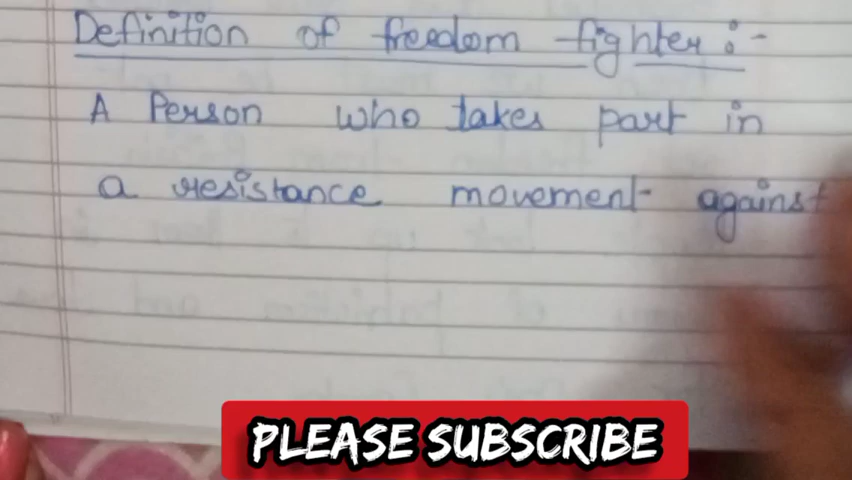 Definition of freedom fighter :-
A Person who takes part in
a resistance movement against
PLEASE SUBSCRIBE